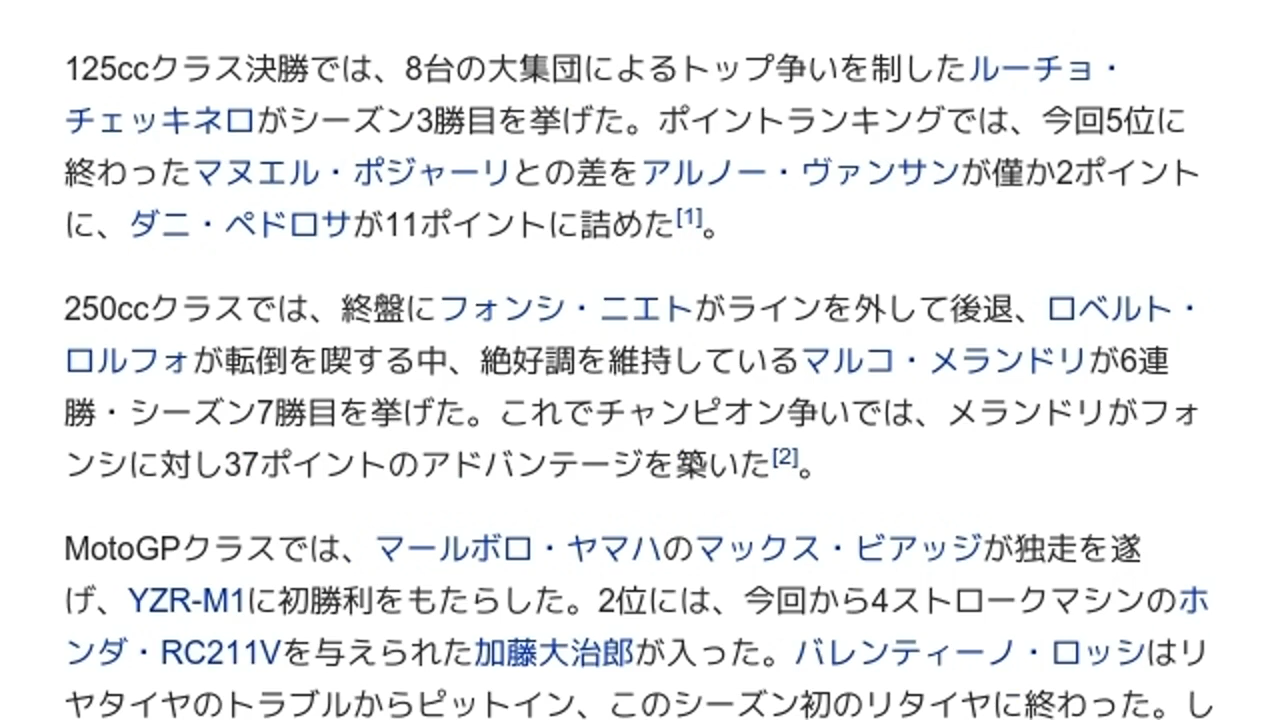 125ccクラス決勝では、8台の大集団によるトップ争いを制したルーチョ・
チェッキネロがシーズン3勝目を挙げた。ポイントランキングでは、今回5位に
終わったマヌエル・ポジャーリとの差をアルノー・ヴァンサンが僅か2ポイント
に、ダニ・ペドロサが11ポイントに詰めた[1]。
250ccクラスでは、終盤にフォンシ・ニエトがラインを外して後退、ロベルト・
ロルフォが転倒を喫する中、絶好調を維持しているマルコ・メランドリが6連
勝・シーズン7勝目を挙げた。これでチャンピオン争いでは、メランドリがフォ
ンシに対し37ポイントのアドバンテージを築いた[2]。
MotoGPクラスでは、マールボロ・ヤマハのマックス・ビアッジが独走を遂
げ、YZR-M1に初勝利をもたらした。2位には、今回から4ストロークマシンのホ
ンダ・RC211Vを与えられた加藤大治郎が入った。バレンティーノ・ロッシはリ
ヤタイヤのトラブルからピットイン、このシーズン初のリタイヤに終わった。し